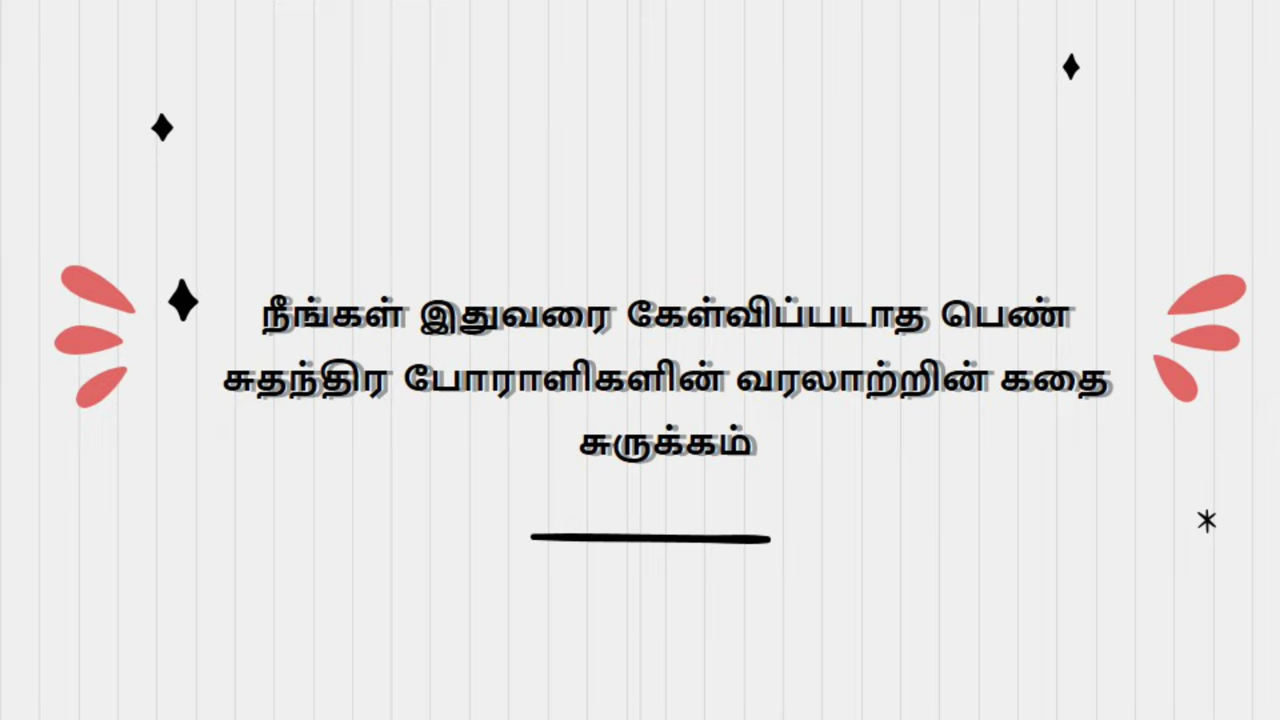 நீங்கள் இதுவரை கேள்விப்படாத பெண்
சுதந்திர போராளிகளின் வரலாற்றின் கதை
சுருக்கம்